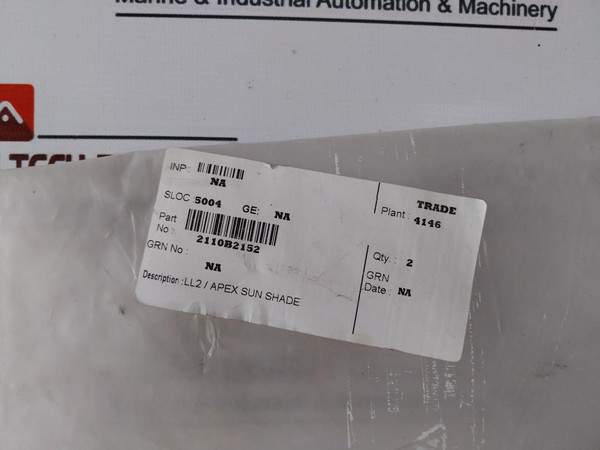 Marine & Industrial Automation & Machinery
INP :
NA
SLOC :5004 GE: NA
Part No : 2110B2152
GRN No :
NA
Description :LL2 / APEX SUN SHADE
TRADE
Plant : 4146
Qty. : 2
GRN
Date : NA